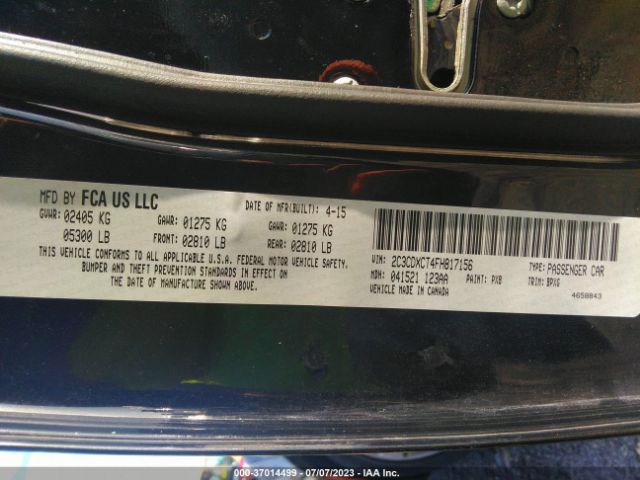 MFD BY FCA US LLC
DATE OF MFR(BUILT): 4-15
GVWR: 02405 KG
GAWR: 01275 KG
GAWR: 01275 KG
05300 LB
FRONT: 02810 LB
REAR: 02810 LB
THIS VEHICLE CONFORMS TO ALL APPLICABLE U.S.A. FEDERAL MOTOR VEHICLE SAFETY,
BUMPER AND THEFT PREVENTION STANDARDS IN EFFECT ON THE
DATE OF MANUFACTURE SHOWN ABOVE.
VIN: 2C3CDXCT4FH817156
TYPE: PASSENGER CAR
MDH: 041521 123AA
PAINT: PX8
TRIM: BPXG
VEHICLE MADE IN CANADA
4658843
© - 37014499 - 07/07/2023 - IAA Inc.